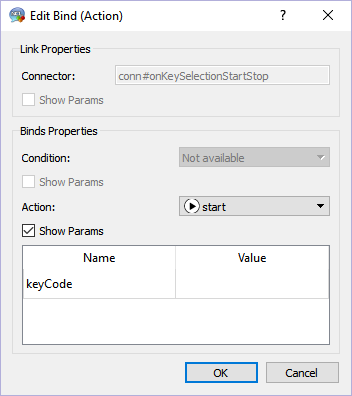 Edit Bind (Action)
Link Properties
Connector: conn#onKeySelectionStartStop
Show Params
Binds Properties
Condition: Not available
Show Params
Action: start
Show Params
Name Value
keyCode
OK Cancel